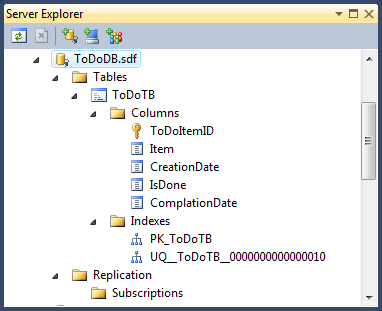 Server Explorer
ToDoDB.sdf
Tables
ToDoTB
Columns
ToDoItemID
Item
CreationDate
IsDone
ComplationDate
Indexes
PK_ToDoTB
UQ__ToDoTB__0000000000000010
Replication
Subscriptions